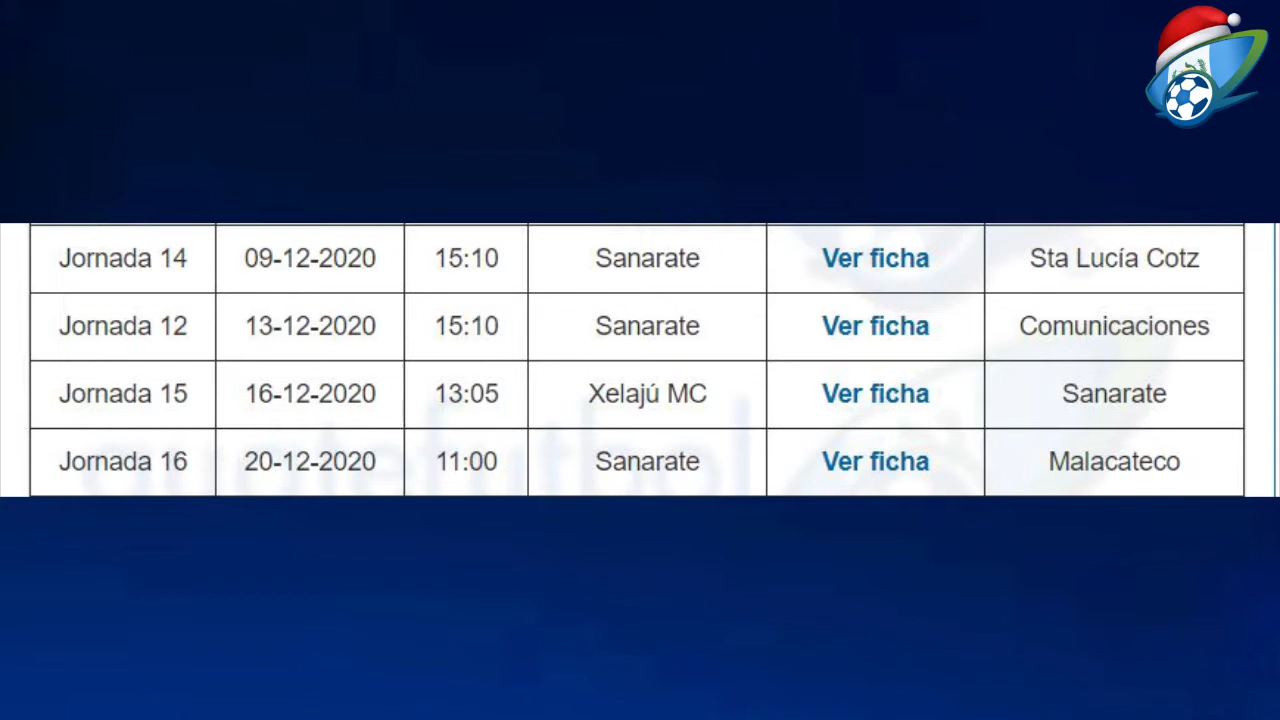 Jornada 14 09-12-2020 15:10 Sanarate Ver ficha Sta Lucía Cotz
Jornada 12 13-12-2020 15:10 Sanarate Ver ficha Comunicaciones
Jornada 15 16-12-2020 13:05 Xelajú MC Ver ficha Sanarate
Jornada 16 20-12-2020 11:00 Sanarate Ver ficha Malacateco
guatefutbol